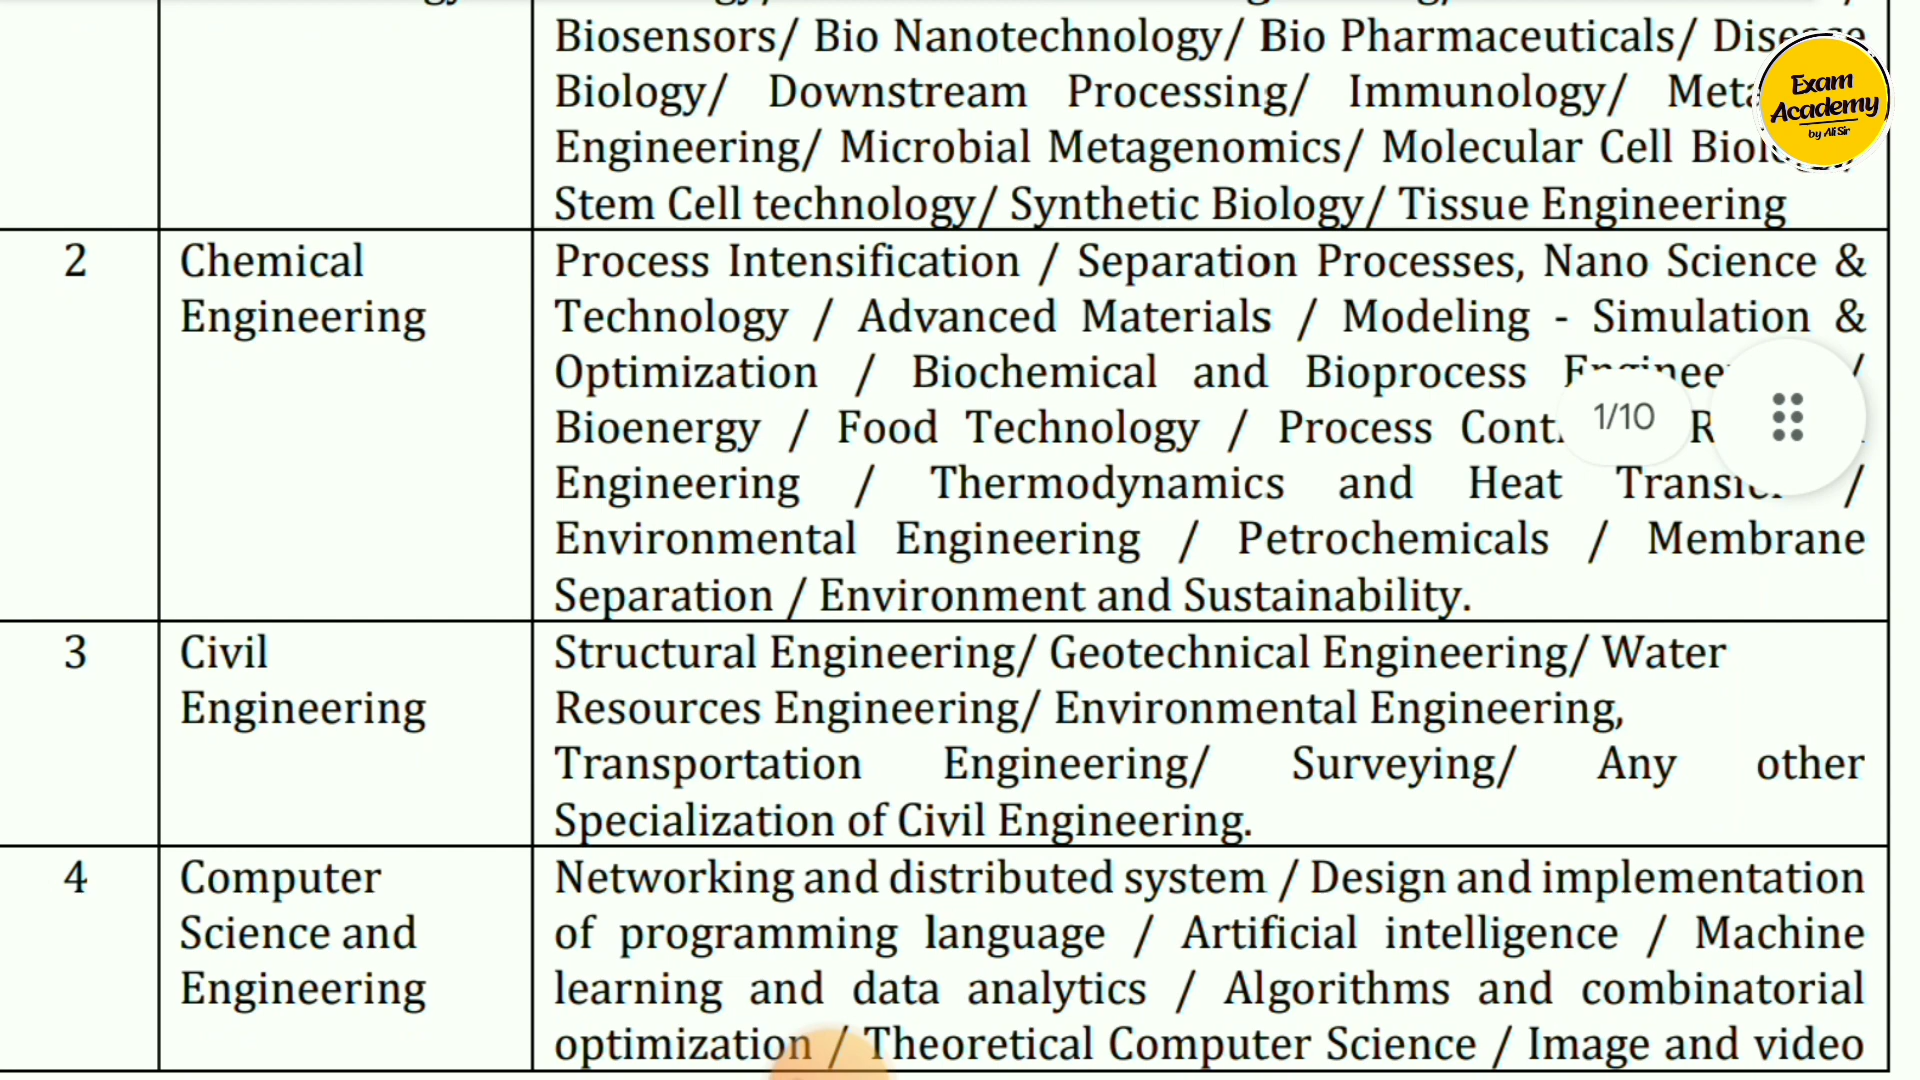 Biosensors/ Bio Nanotechnology/ Bio Pharmaceuticals/
Biology/ Downstream Processing/ Immunology/
Engineering/ Microbial Metagenomics/ Molecular Cell
Stem Cell technology/ Synthetic Biology/ Tissue Engineering
Exam
Academy
by Ali Sir
2
Chemical
Engineering
Process Intensification / Separation Processes, Nano Science &
Technology / Advanced Materials / Modeling - Simulation &
Optimization / Biochemical and Bioprocess /
Bioenergy / Food Technology / Process
Engineering / Thermodynamics and Heat /
Environmental Engineering / Petrochemicals / Membrane
Separation / Environment and Sustainability.
1/10
3
Civil
Engineering
Structural Engineering/ Geotechnical Engineering/ Water
Resources Engineering/ Environmental Engineering,
Transportation Engineering/ Surveying/ Any other
Specialization of Civil Engineering.
4
Computer
Science and
Engineering
Networking and distributed system / Design and implementation
of programming language / Artificial intelligence / Machine
learning and data analytics / Algorithms and combinatorial
optimization / Theoretical Computer Science / Image and video